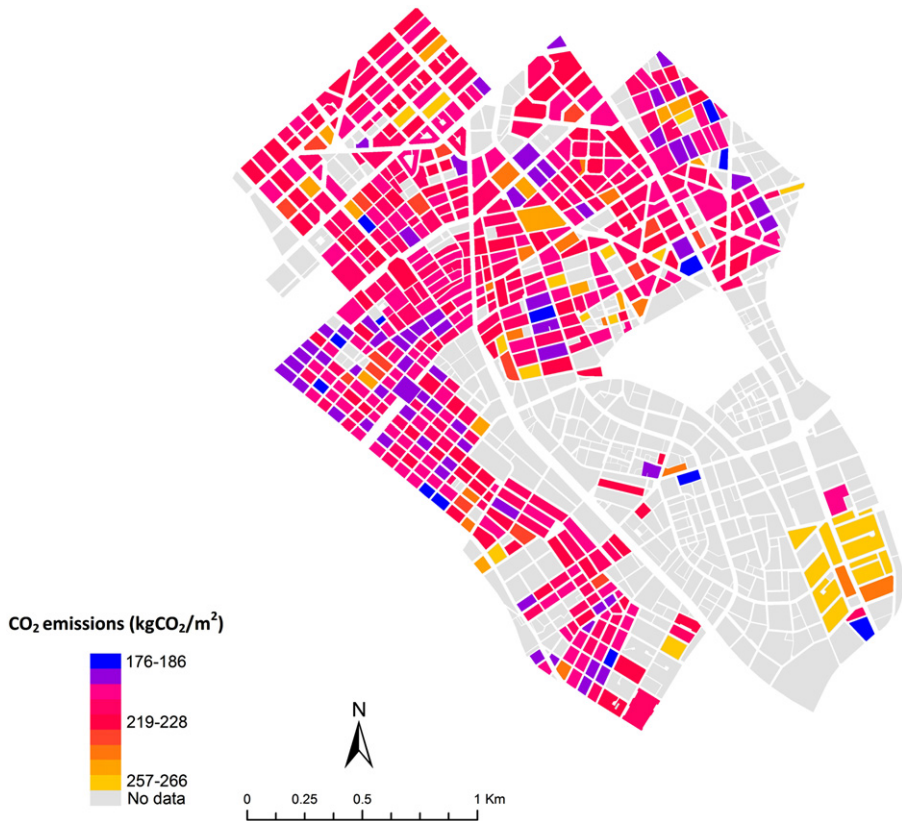 CO₂ emissions (kgCO₂/m²)
176-186
219-228
257-266
No data
N
0 0.25 0.5 1 Km